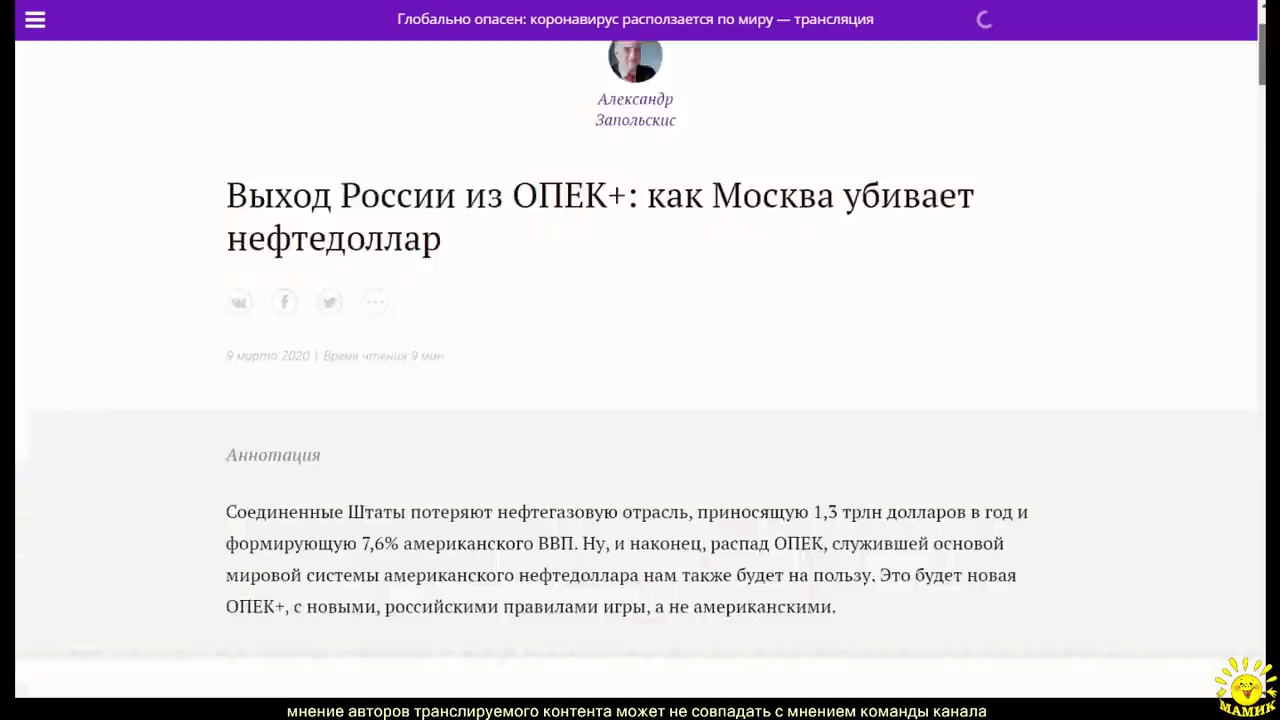 Глобально опасен: коронавирус расползается по миру — трансляция
Александр
Запольскис
Выход России из ОПЕК+: как Москва убивает
нефтедоллар
9 марта 2020 | Время чтения 9 мин
Аннотация
Соединенные Штаты потеряют нефтегазовую отрасль, приносящую 1,3 трлн долларов в год и
формирующую 7,6% американского ВВП. Ну, и наконец, распад ОПЕК, служившей основой
мировой системы американского нефтедоллара нам также будет на пользу. Это будет новая
ОПЕК+, с новыми, российскими правилами игры, а не американскими.
МАМИК
мнение авторов транслируемого контента может не совпадать с мнением команды канала